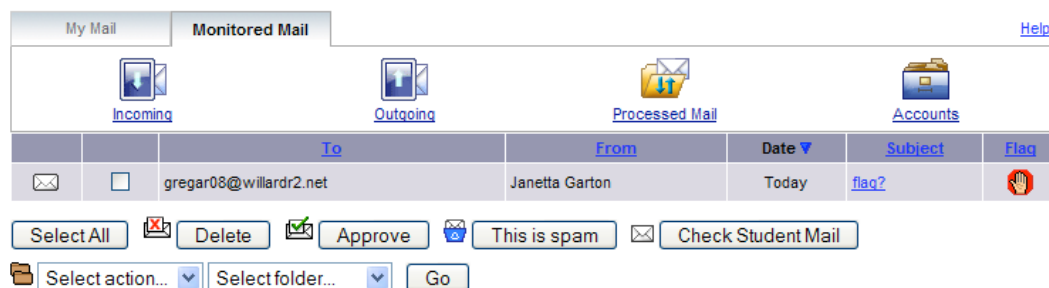 My Mail Monitored Mail Help
Incoming Outgoing Processed Mail Accounts
To From Date Subject Flag
gregar08@willardr2.net Janetta Garton Today flag?
Select All Delete Approve This is spam Check Student Mail
Select action... Select folder... Go